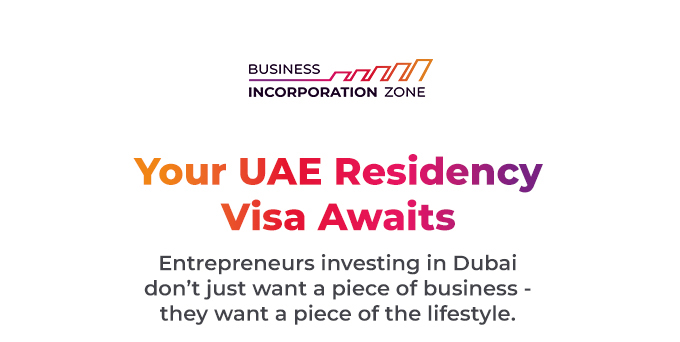 BUSINESS
INCORPORATION ZONE
Your UAE Residency
Visa Awaits
Entrepreneurs investing in Dubai
don’t just want a piece of business -
they want a piece of the lifestyle.